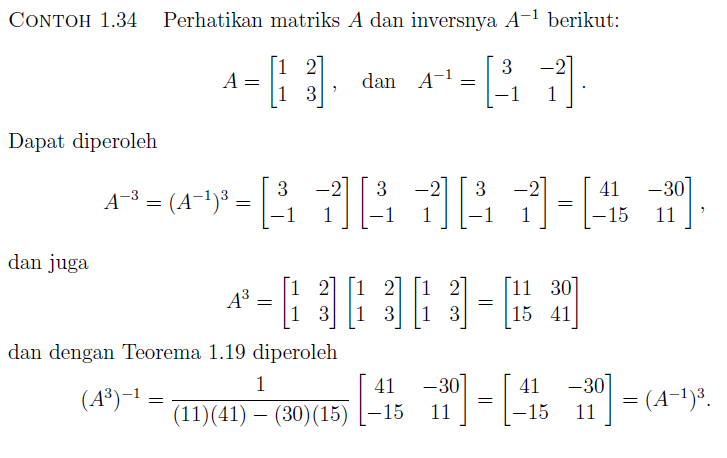 CONTOH 1.34 Perhatikan matriks A dan inversnya A⁻¹ berikut:
A = [1 2; 1 3], dan A⁻¹ = [3 −2; −1 1].
Dapat diperoleh
A⁻³ = (A⁻¹)³ = [3 −2; −1 1] [3 −2; −1 1] [3 −2; −1 1] = [41 −30; −15 11],
dan juga
A³ = [1 2; 1 3] [1 2; 1 3] [1 2; 1 3] = [11 30; 15 41]
dan dengan Teorema 1.19 diperoleh
(A³)⁻¹ = 1/((11)(41) − (30)(15)) [41 −30; −15 11] = [41 −30; −15 11] = (A⁻¹)³.